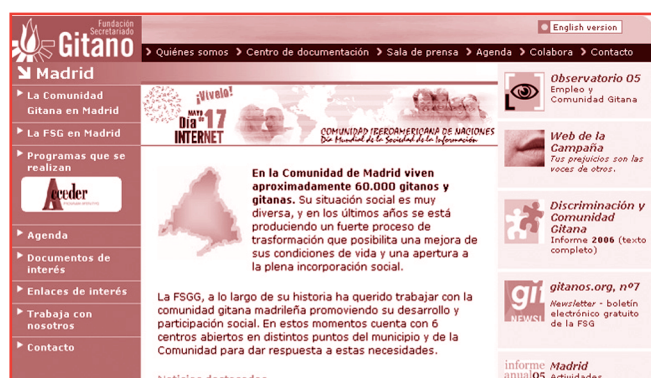 Fundación
Secretariado
Gitano
English version
Quiénes somos
Centro de documentación
Sala de prensa
Agenda
Colabora
Contacto
Madrid
La Comunidad
Gitana en Madrid
La FSG en Madrid
Programas que se
realizan
Acceder
Agenda
Documentos de
interés
Enlaces de interés
Trabaja con
nosotros
Contacto
¡Vívelo!
MAYO
Día de 17
INTERNET
COMUNIDAD IBEROAMERICANA DE NACIONES
Día Mundial de la Sociedad de la Información
En la Comunidad de Madrid viven
aproximadamente 60.000 gitanos y
gitanas. Su situación social es muy
diversa, y en los últimos años se está
produciendo un fuerte proceso de
trasformación que posibilita una mejora de
sus condiciones de vida y una apertura a
la plena incorporación social.
La FSGG, a lo largo de su historia ha querido trabajar con la
comunidad gitana madrileña promoviendo su desarrollo y
participación social. En estos momentos cuenta con 6
centros abiertos en distintos puntos del municipio y de la
Comunidad para dar respuesta a estas necesidades.
Noticias destacadas
Observatorio 05
Empleo y
Comunidad Gitana
Web de la
Campaña
Tus prejuicios son las
voces de otros.
Discriminación y
Comunidad
Gitana
Informe 2006 (texto
completo)
gi
NEWSL
gitanos.org, nº7
Newsletter - boletín
electrónico gratuito
de la FSG
informe
anual05
Madrid
Actividades